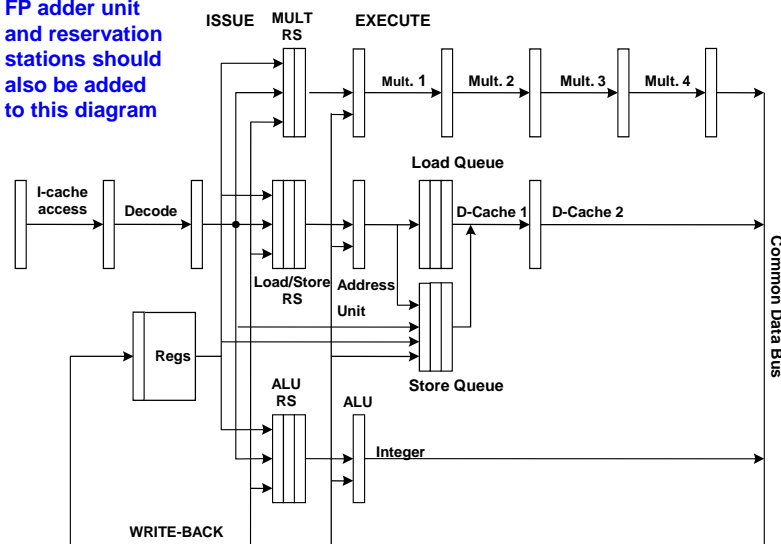 FP adder unit
and reservation
stations should
also be added
to this diagram
ISSUE
MULT
RS
EXECUTE
Mult. 1
Mult. 2
Mult. 3
Mult. 4
Load Queue
I-cache
access
Decode
D-Cache 1
D-Cache 2
Load/Store
RS
Address
Unit
Common Data Bus
Regs
Store Queue
ALU
RS
ALU
Integer
WRITE-BACK